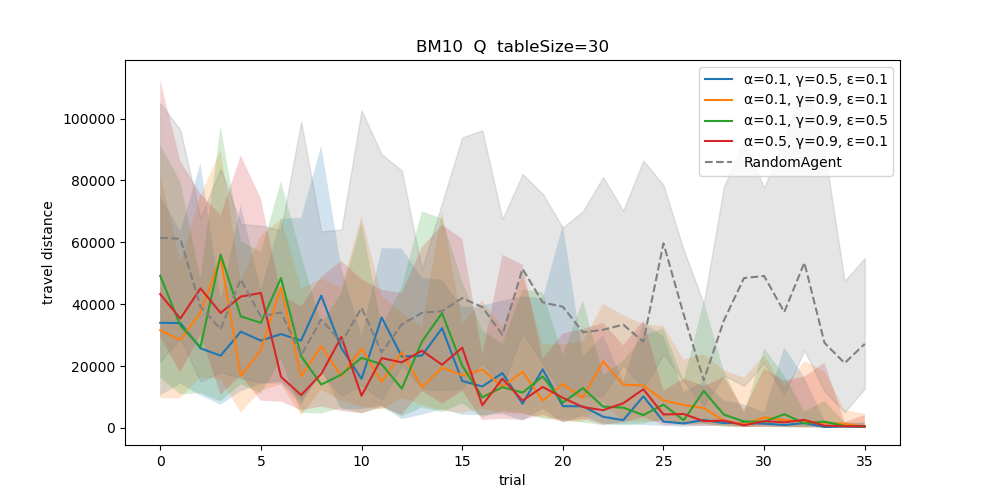 BM10  Q  tableSize=30
α=0.1, γ=0.5, ε=0.1
α=0.1, γ=0.9, ε=0.1
α=0.1, γ=0.9, ε=0.5
α=0.5, γ=0.9, ε=0.1
RandomAgent
travel distance
100000
80000
60000
40000
20000
0
0 5 10 15 20 25 30 35
trial